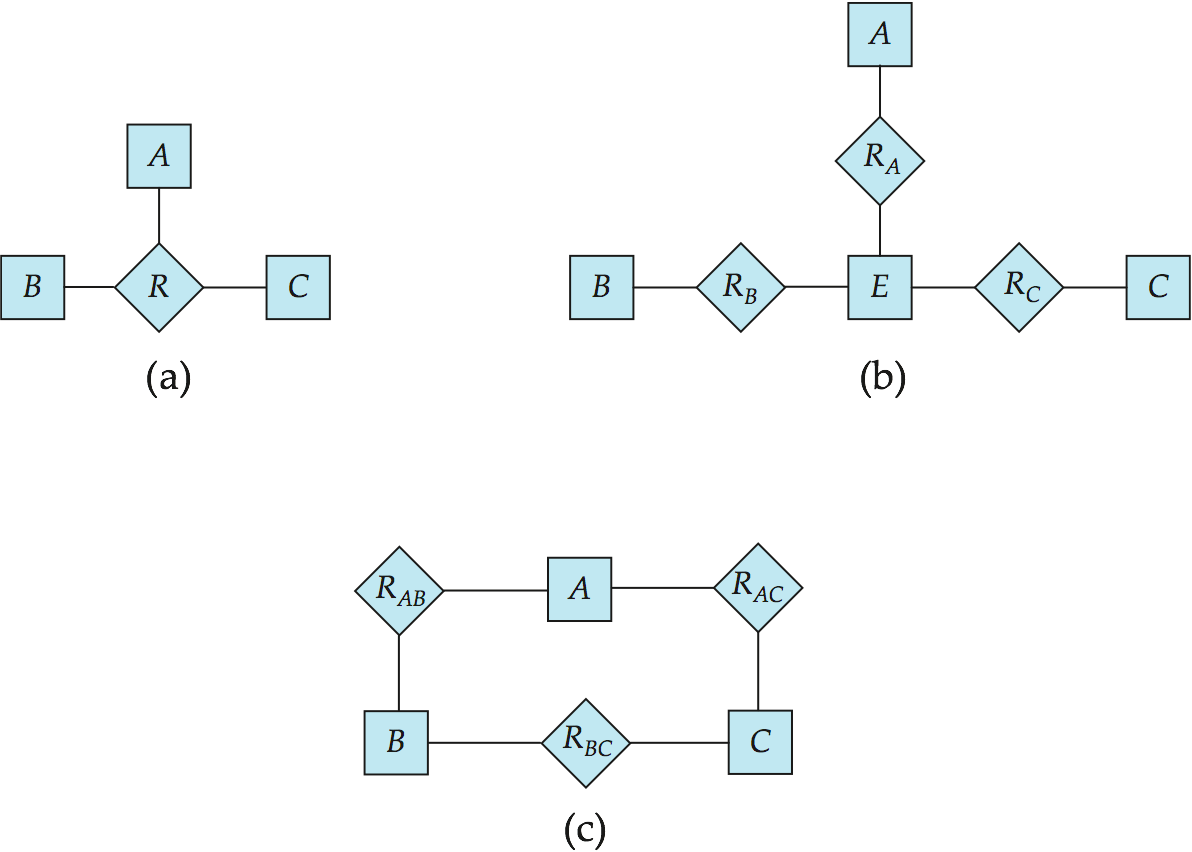 A
B R C
(a)
A
R_A
B R_B E R_C C
(b)
R_AB A R_AC
B R_BC C
(c)